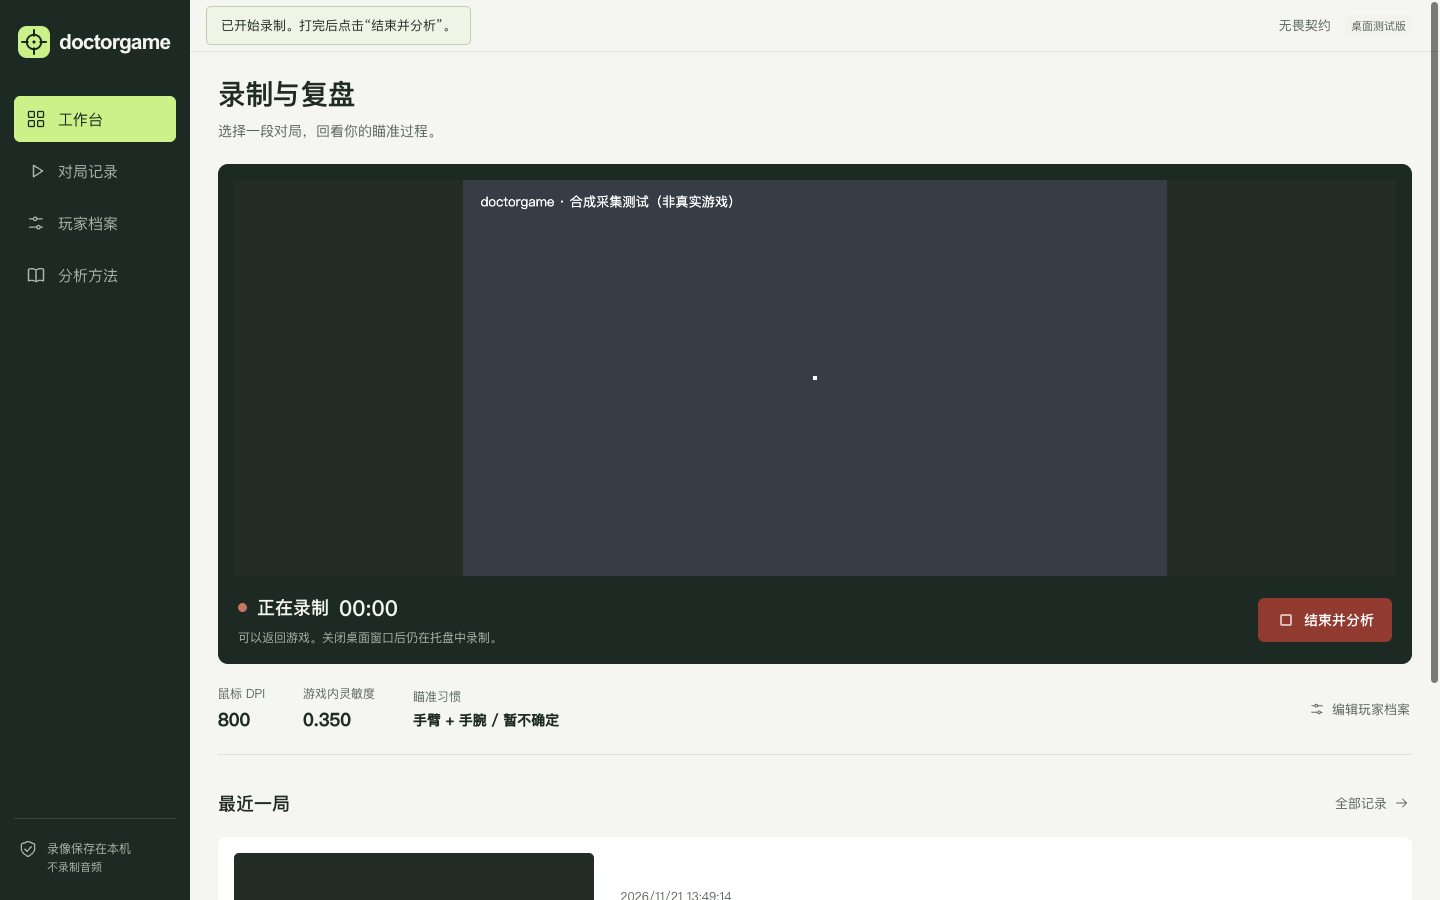 doctorgame
工作台
对局记录
玩家档案
分析方法
录像保存在本机
不录制音频
已开始录制。打完后点击“结束并分析”。
无畏契约
桌面测试版
录制与复盘
选择一段对局，回看你的瞄准过程。
doctorgame · 合成采集测试（非真实游戏）
正在录制 00:00
可以返回游戏。关闭桌面窗口后仍在托盘中录制。
结束并分析
鼠标 DPI
800
游戏内灵敏度
0.350
瞄准习惯
手臂 + 手腕 / 暂不确定
编辑玩家档案
最近一局
全部记录
2026/11/21 13:49:14